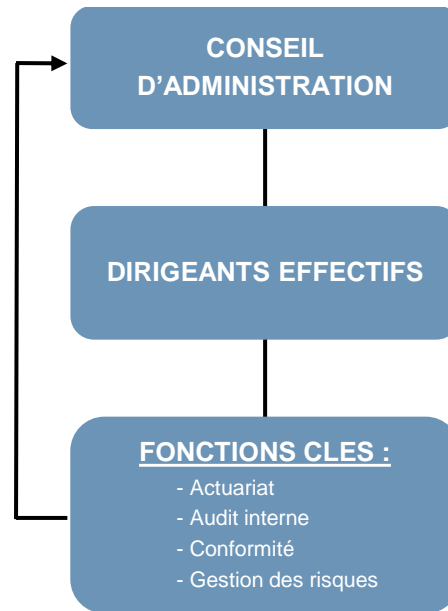 CONSEIL
D'ADMINISTRATION
DIRIGEANTS EFFECTIFS
FONCTIONS CLES :
- Actuariat
- Audit interne
- Conformité
- Gestion des risques